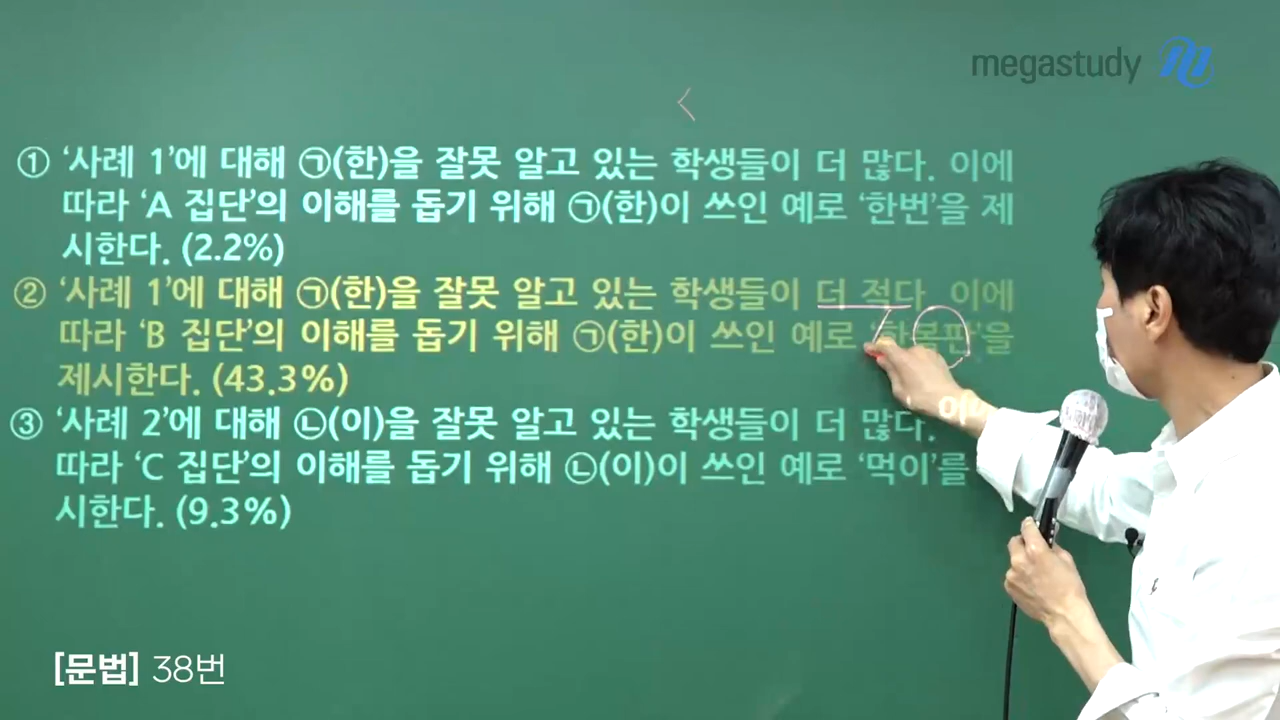 megastudy
① ‘사례 1’에 대해 ㉠(한)을 잘못 알고 있는 학생들이 더 많다. 이에
따라 ‘A 집단’의 이해를 돕기 위해 ㉠(한)이 쓰인 예로 ‘한번’을 제
시한다. (2.2%)
② ‘사례 1’에 대해 ㉠(한)을 잘못 알고 있는 학생들이 더 적다. 이에
따라 ‘B 집단’의 이해를 돕기 위해 ㉠(한)이 쓰인 예로 ‘한복판’을
제시한다. (43.3%)
③ ‘사례 2’에 대해 ㉡(이)을 잘못 알고 있는 학생들이 더 많다.
따라 ‘C 집단’의 이해를 돕기 위해 ㉡(이)이 쓰인 예로 ‘먹이’를
시한다. (9.3%)
[문법] 38번